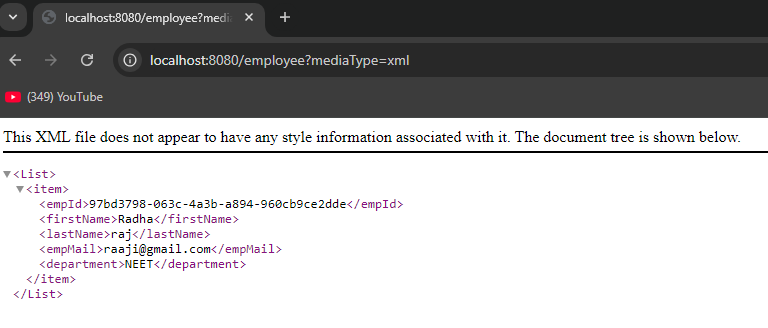 localhost:8080/employee?medi
localhost:8080/employee?mediaType=xml
(349) YouTube
This XML file does not appear to have any style information associated with it. The document tree is shown below.
<List>
<item>
<empId>97bd3798-063c-4a3b-a894-960cb9ce2dde</empId>
<firstName>Radha</firstName>
<lastName>raj</lastName>
<empMail>raaji@gmail.com</empMail>
<department>NEET</department>
</item>
</List>